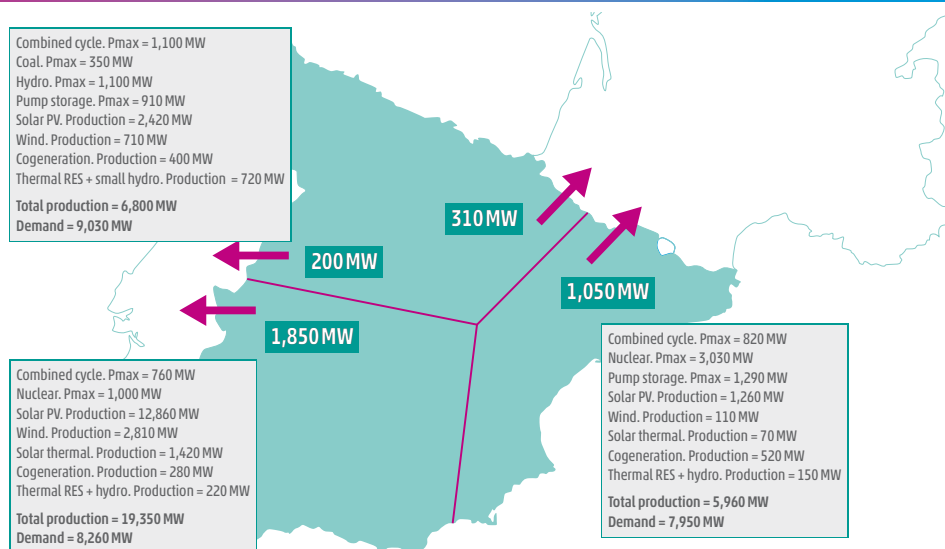 Combined cycle. Pmax = 1,100 MW
Coal. Pmax = 350 MW
Hydro. Pmax = 1,100 MW
Pump storage. Pmax = 910 MW
Solar PV. Production = 2,420 MW
Wind. Production = 710 MW
Cogeneration. Production = 400 MW
Thermal RES + small hydro. Production = 720 MW
Total production = 6,800 MW
Demand = 9,030 MW
310 MW
200 MW
1,050 MW
1,850 MW
Combined cycle. Pmax = 760 MW
Nuclear. Pmax = 1,000 MW
Solar PV. Production = 12,860 MW
Wind. Production = 2,810 MW
Solar thermal. Production = 1,420 MW
Cogeneration. Production = 280 MW
Thermal RES + hydro. Production = 220 MW
Total production = 19,350 MW
Demand = 8,260 MW
Combined cycle. Pmax = 820 MW
Nuclear. Pmax = 3,030 MW
Pump storage. Pmax = 1,290 MW
Solar PV. Production = 1,260 MW
Wind. Production = 110 MW
Solar thermal. Production = 70 MW
Cogeneration. Production = 520 MW
Thermal RES + hydro. Production = 150 MW
Total production = 5,960 MW
Demand = 7,950 MW